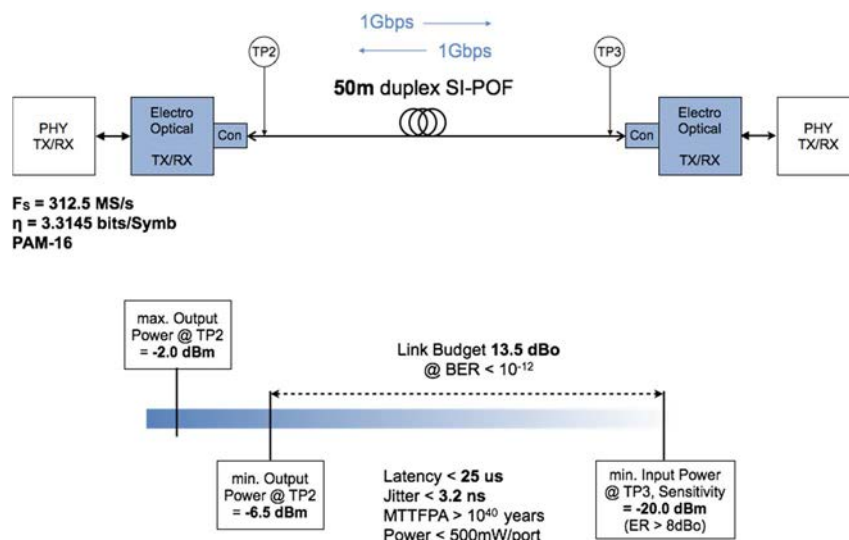 1Gbps
1Gbps
TP2
TP3
50m duplex SI-POF
PHY
TX/RX
Electro
Optical
TX/RX
Con
Con
Electro
Optical
TX/RX
PHY
TX/RX
Fs = 312.5 MS/s
η = 3.3145 bits/Symb
PAM-16
max. Output
Power @ TP2
= -2.0 dBm
Link Budget 13.5 dBo
@ BER < 10⁻¹²
min. Output
Power @ TP2
= -6.5 dBm
Latency < 25 us
Jitter < 3.2 ns
MTTFPA > 10⁴⁰ years
Power < 500mW/port
min. Input Power
@ TP3, Sensitivity
= -20.0 dBm
(ER > 8dBo)